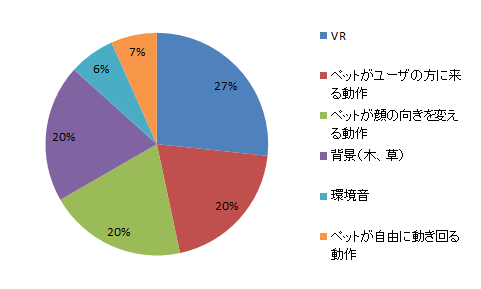 7%
6%
27%
20%
20%
20%
VR
ペットがユーザの方に来
る動作
ペットが顔の向きを変え
る動作
背景（木、草）
環境音
ペットが自由に動き回る
動作